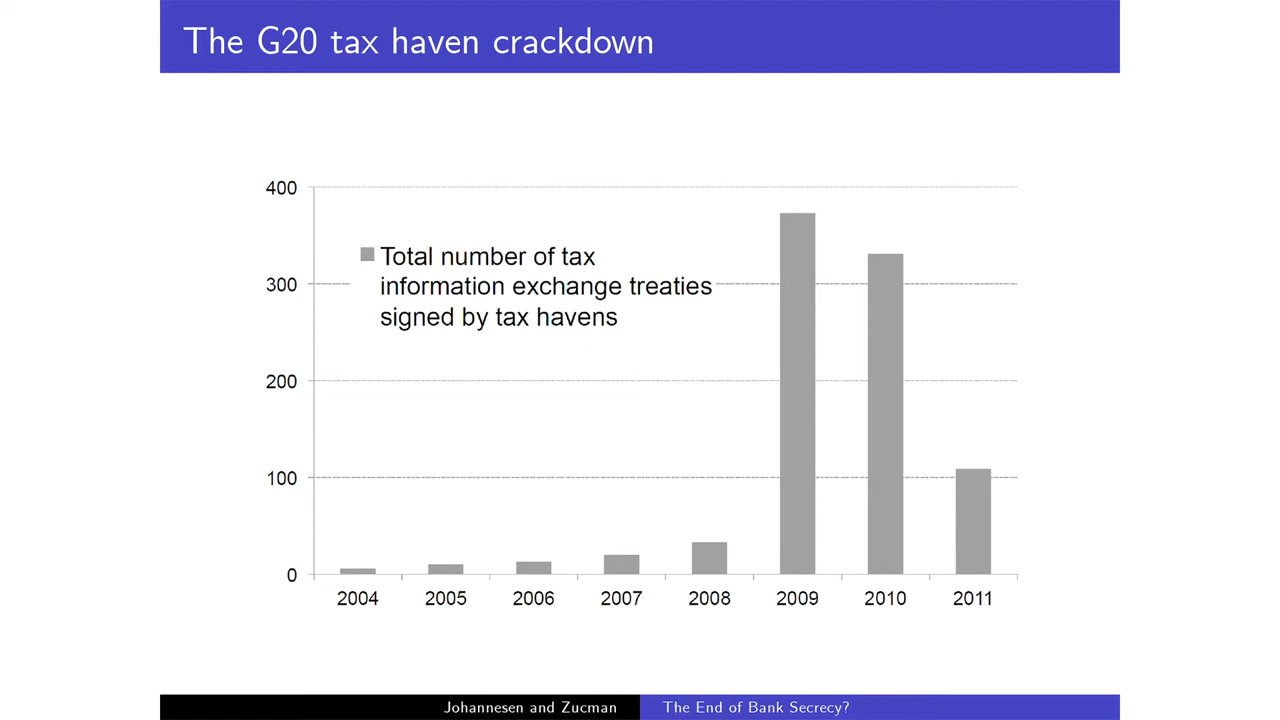 The G20 tax haven crackdown
400
Total number of tax
information exchange treaties
signed by tax havens
300
200
100
0
2004 2005 2006 2007 2008 2009 2010 2011
Johannesen and Zucman The End of Bank Secrecy?